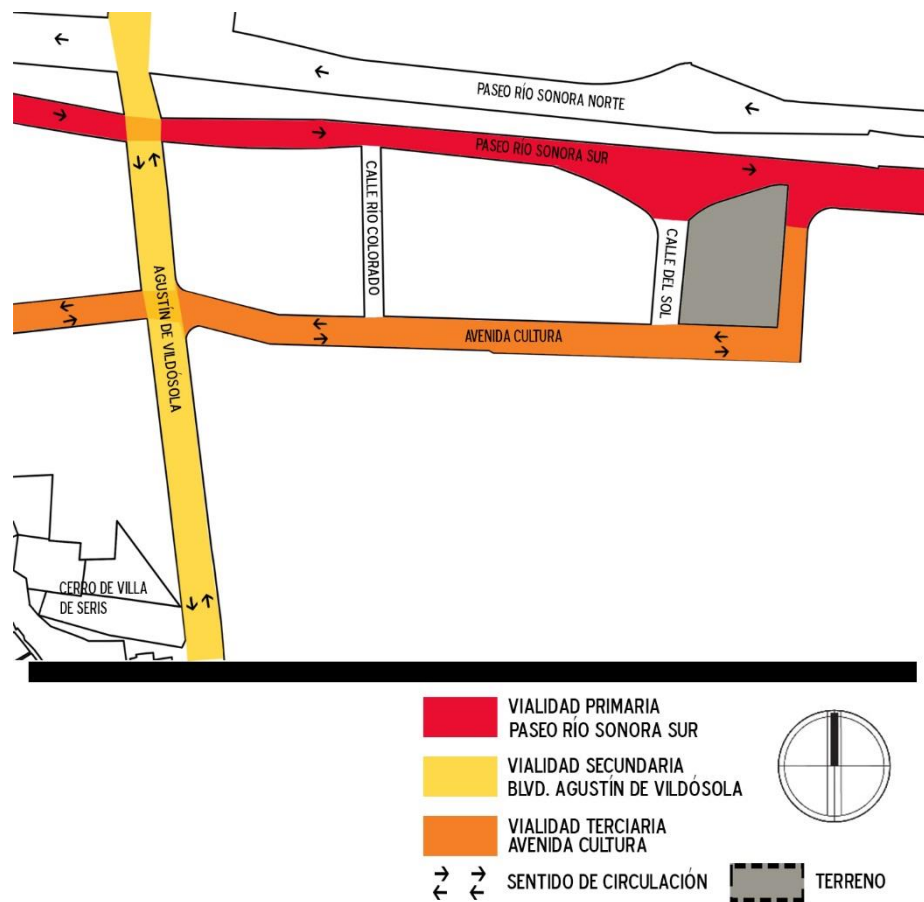 PASEO RÍO SONORA NORTE
PASEO RÍO SONORA SUR
CALLE RÍO COLORADO
CALLE DEL SOL
AGUSTÍN DE VILDÓSOLA
AVENIDA CULTURA
CERRO DE VILLA
DE SERIS
VIALIDAD PRIMARIA
PASEO RÍO SONORA SUR
VIALIDAD SECUNDARIA
BLVD. AGUSTÍN DE VILDÓSOLA
VIALIDAD TERCIARIA
AVENIDA CULTURA
SENTIDO DE CIRCULACIÓN
TERRENO